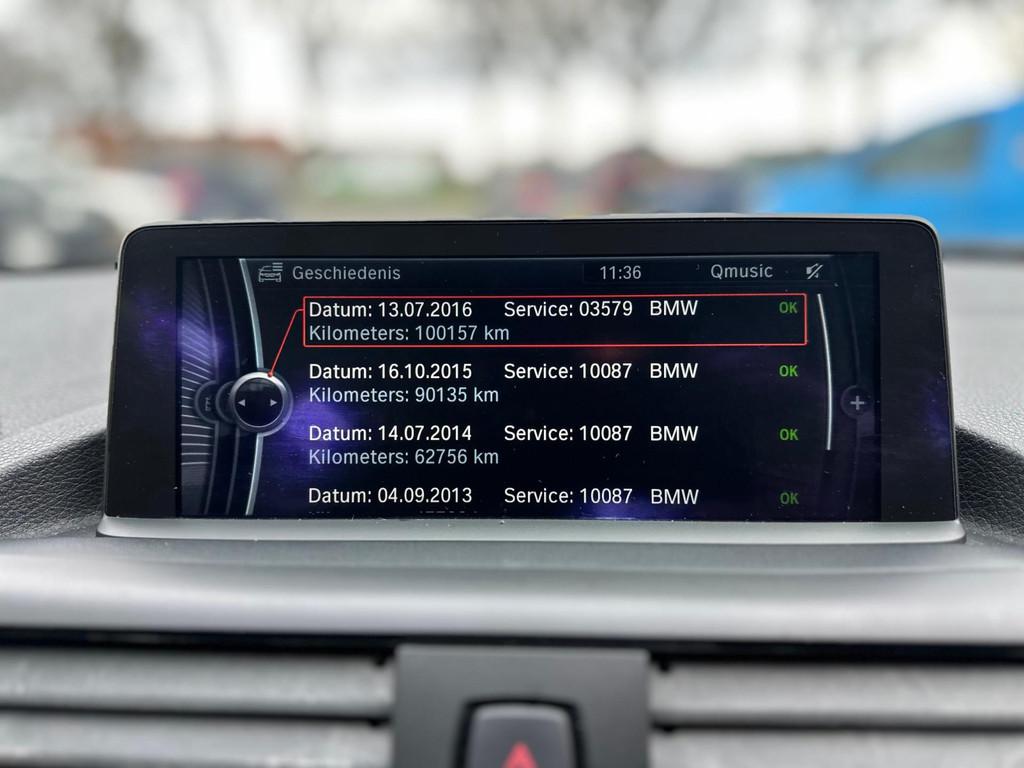 Geschiedenis 11:36 Qmusic
Datum: 13.07.2016 Service: 03579 BMW OK
Kilometers: 100157 km
Datum: 16.10.2015 Service: 10087 BMW OK
Kilometers: 90135 km
Datum: 14.07.2014 Service: 10087 BMW OK
Kilometers: 62756 km
Datum: 04.09.2013 Service: 10087 BMW OK